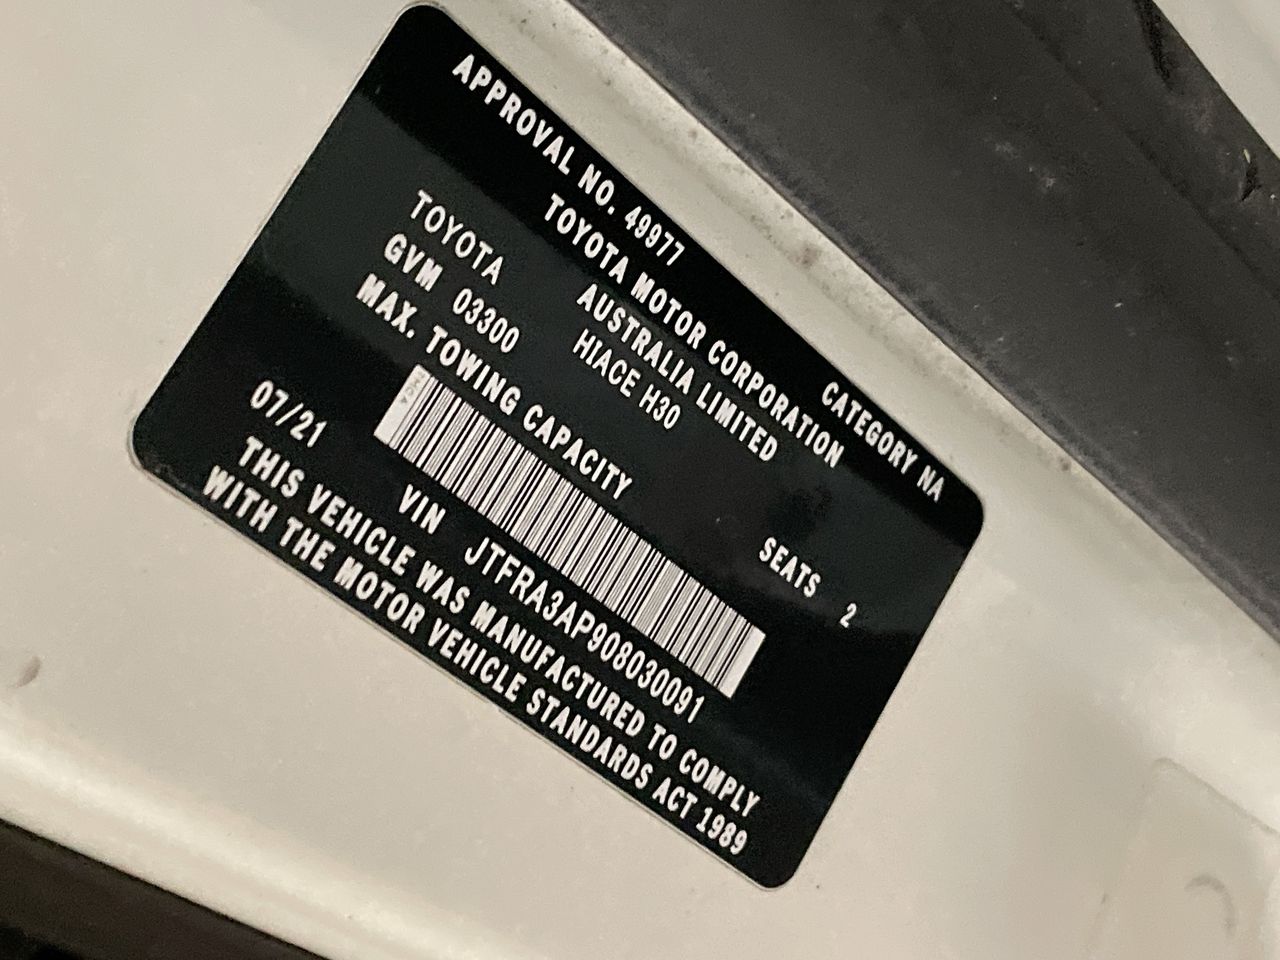 APPROVAL NO. 49977 CATEGORY NA
TOYOTA MOTOR CORPORATION
AUSTRALIA LIMITED
TOYOTA HIACE H30
GVM 03300 SEATS 2
MAX. TOWING CAPACITY
TMCA
07/21 VIN JTFRA3AP908030091
THIS VEHICLE WAS MANUFACTURED TO COMPLY
WITH THE MOTOR VEHICLE STANDARDS ACT 1989